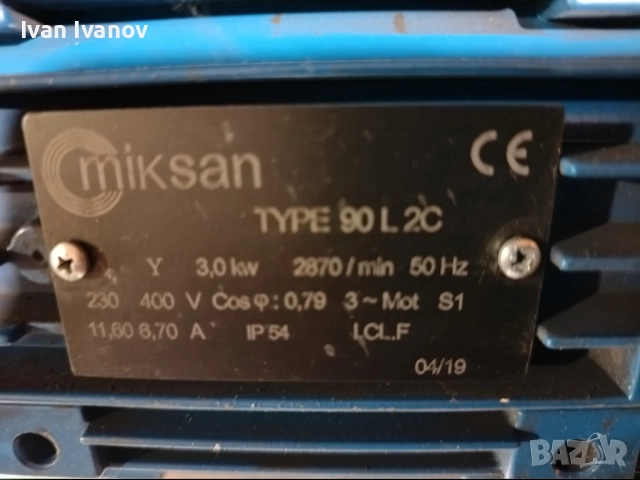 Ivan Ivanov
miksan
CE
TYPE 90 L 2C
Y 3,0 kw 2870 / min 50 Hz
230 400 V Cos φ : 0,79 3 ~ Mot S1
11,60 6,70 A IP 54 I.CL.F
04/19
BAZAR